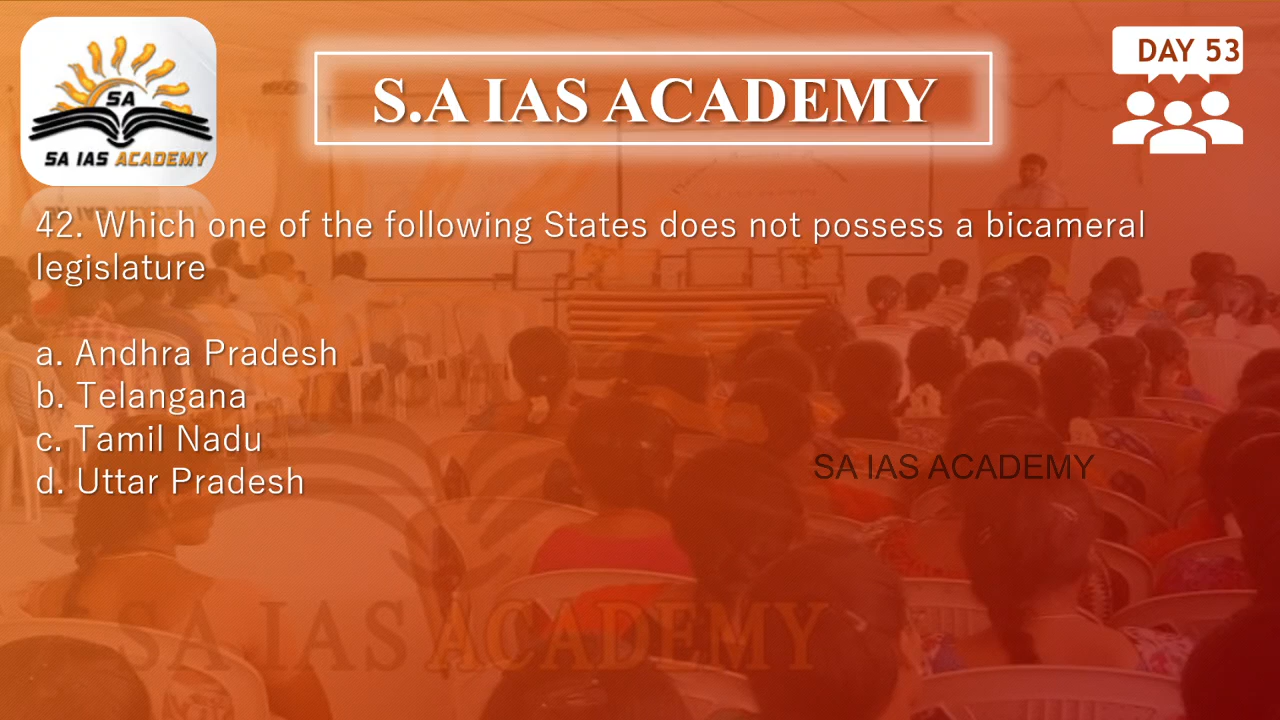 SA
SA IAS ACADEMY
S.A IAS ACADEMY
DAY 53
42. Which one of the following States does not possess a bicameral
legislature
a. Andhra Pradesh
b. Telangana
c. Tamil Nadu
d. Uttar Pradesh
SA IAS ACADEMY
SA IAS ACADEMY